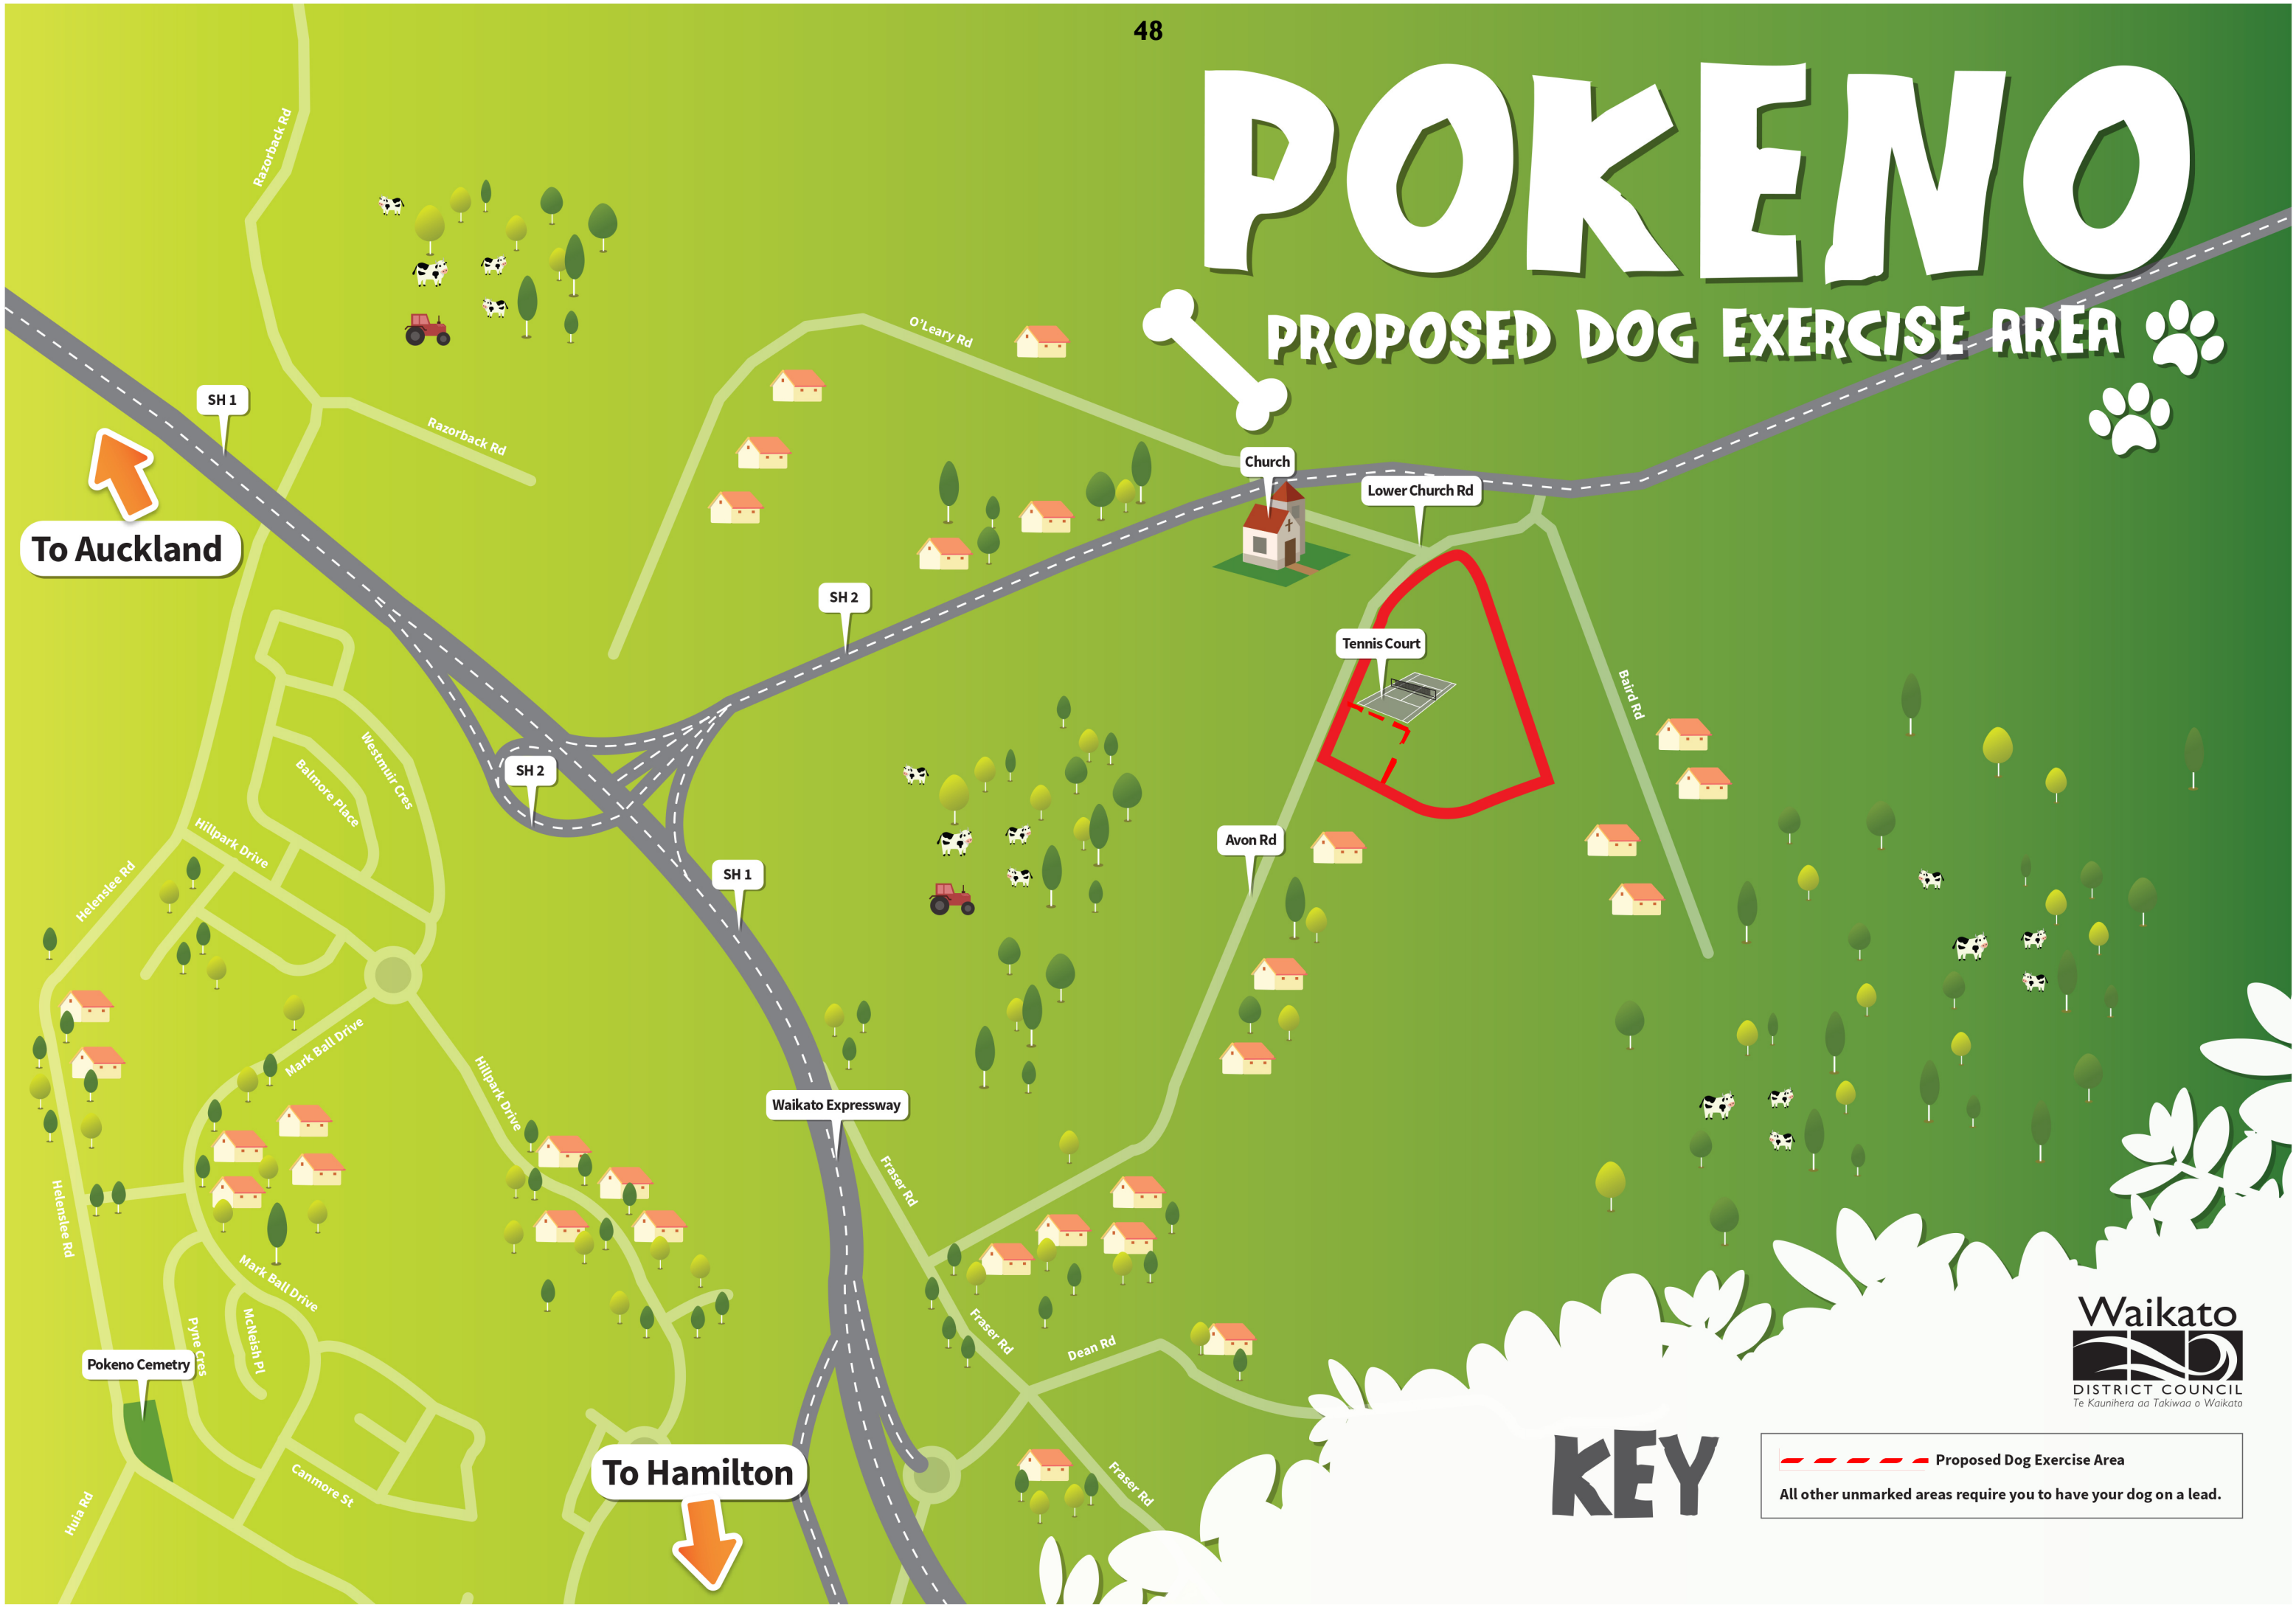 48
POKENO
PROPOSED DOG EXERCISE AREA
Razorback Rd
SH 1
Razorback Rd
To Auckland
O'Leary Rd
Church
Lower Church Rd
SH 2
Tennis Court
Baird Rd
SH 2
Westmuir Cres
Balmore Place
Hillpark Drive
Helenslee Rd
SH 1
Avon Rd
Mark Ball Drive
Hillpark Drive
Waikato Expressway
Fraser Rd
Helenslee Rd
Mark Ball Drive
McNeish Pl
Pyne Cres
Pokeno Cemetry
Fraser Rd
Dean Rd
Canmore St
Huia Rd
To Hamilton
Fraser Rd
Waikato
DISTRICT COUNCIL
Te Kaunihera aa Takiwaa o Waikato
KEY
Proposed Dog Exercise Area
All other unmarked areas require you to have your dog on a lead.